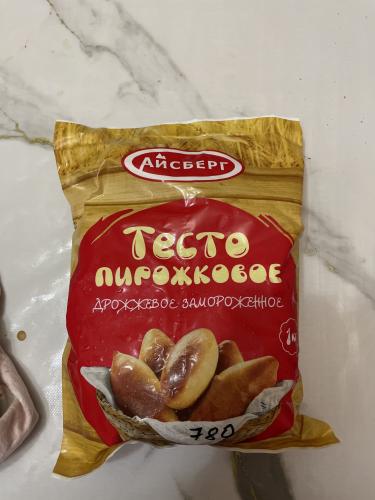 АЙСБЕРГ
Тесто
пирожковое
ДРОЖЖЕВОЕ ЗАМОРОЖЕННОЕ
780